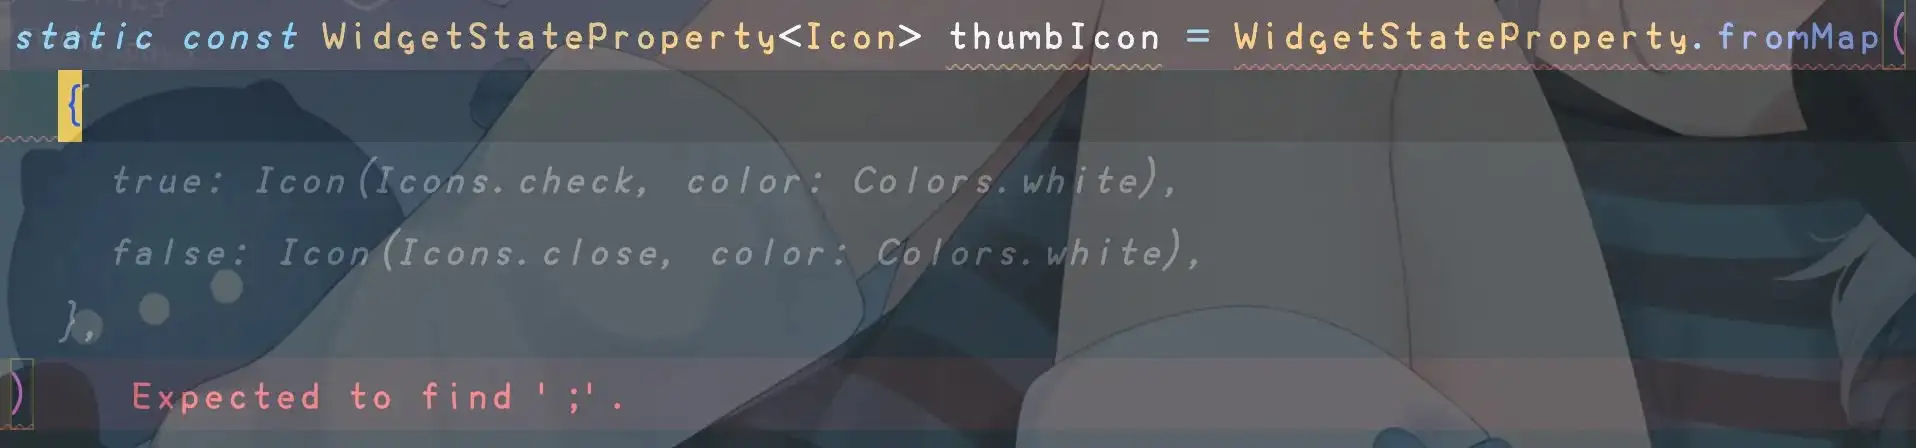 static const WidgetStateProperty<Icon> thumbIcon = WidgetStateProperty.fromMap(
{
true: Icon(Icons.check, color: Colors.white),
false: Icon(Icons.close, color: Colors.white),
},
) Expected to find ';'.